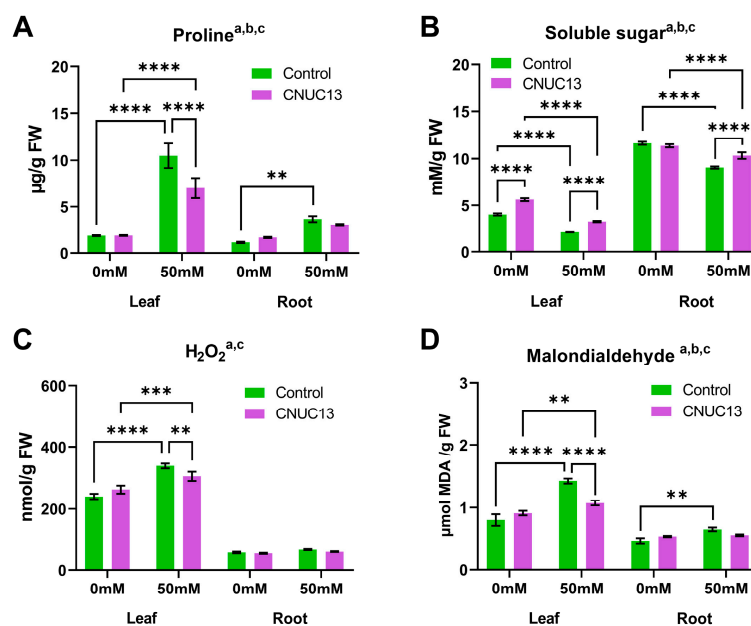 A
Proline^a,b,c
Control
CNUC13
µg/g FW
20
15
10
5
0
****
****
****
**
0mM
50mM
0mM
50mM
Leaf
Root
B
Soluble sugar^a,b,c
Control
CNUC13
mM/g FW
20
15
10
5
0
****
****
****
****
****
****
****
0mM
50mM
0mM
50mM
Leaf
Root
C
H₂O₂^a,c
Control
CNUC13
nmol/g FW
600
400
200
0
***
****
**
0mM
50mM
0mM
50mM
Leaf
Root
D
Malondialdehyde ^a,b,c
Control
CNUC13
µmol MDA /g FW
3
2
1
0
**
****
****
**
0mM
50mM
0mM
50mM
Leaf
Root